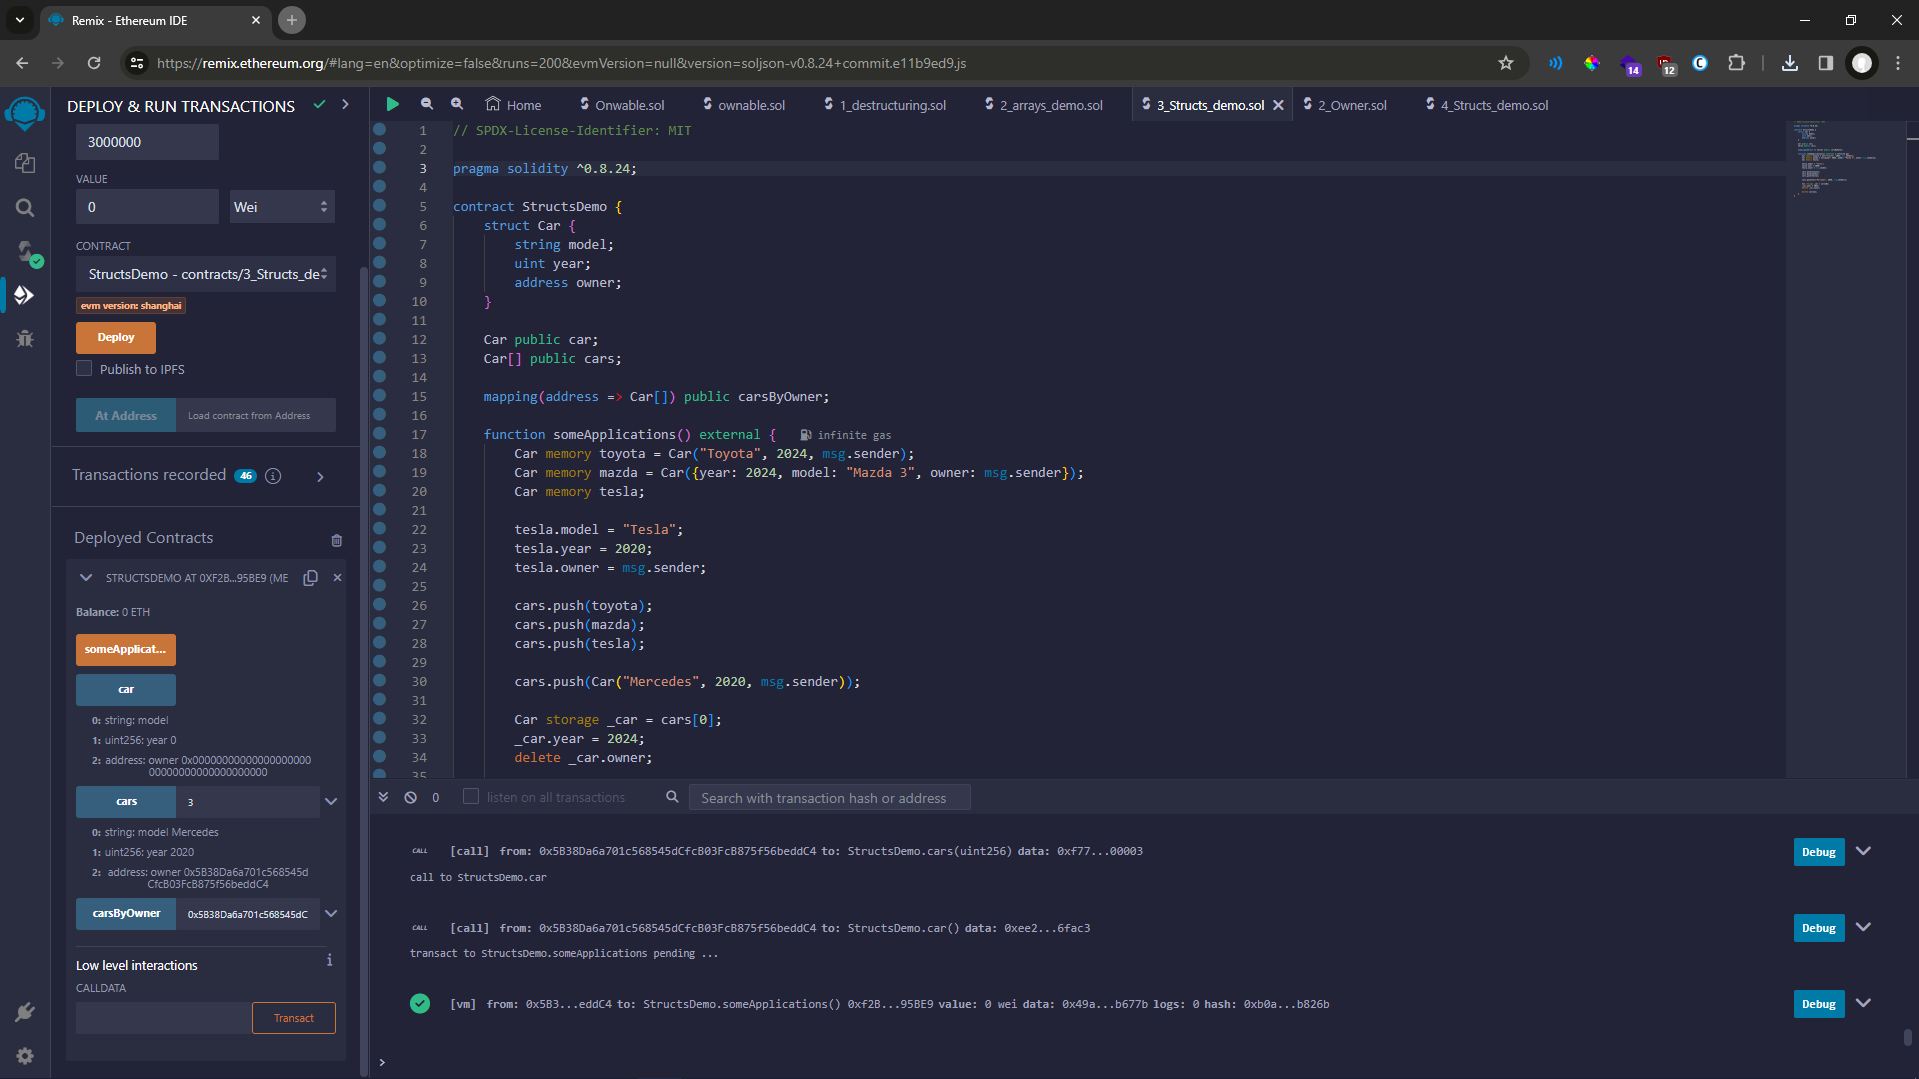 Remix - Ethereum IDE
https://remix.ethereum.org/#lang=en&optimize=false&runs=200&evmVersion=null&version=soljson-v0.8.24+commit.e11b9ed9.js
14
12
DEPLOY & RUN TRANSACTIONS
3000000
VALUE
0
Wei
CONTRACT
StructsDemo - contracts/3_Structs_de
evm version: shanghai
Deploy
Publish to IPFS
At Address
Load contract from Address
Transactions recorded 46 i
Deployed Contracts
STRUCTSDEMO AT 0XF2B...95BE9 (ME
Balance: 0 ETH
someApplicat...
car
0: string: model
1: uint256: year 0
2: address: owner 0x00000000000000000000
00000000000000000000
cars
3
0: string: model Mercedes
1: uint256: year 2020
2: address: owner 0x5B38Da6a701c568545d
CfcB03FcB875f56beddC4
carsByOwner
0x5B38Da6a701c568545dC
Low level interactions
i
CALLDATA
Transact
Home
Onwable.sol
ownable.sol
1_destructuring.sol
2_arrays_demo.sol
3_Structs_demo.sol
2_Owner.sol
4_Structs_demo.sol
1 // SPDX-License-Identifier: MIT
2
3 pragma solidity ^0.8.24;
4
5 contract StructsDemo {
6 struct Car {
7 string model;
8 uint year;
9 address owner;
10 }
11
12 Car public car;
13 Car[] public cars;
14
15 mapping(address => Car[]) public carsByOwner;
16
17 function someApplications() external { infinite gas
18 Car memory toyota = Car("Toyota", 2024, msg.sender);
19 Car memory mazda = Car({year: 2024, model: "Mazda 3", owner: msg.sender});
20 Car memory tesla;
21
22 tesla.model = "Tesla";
23 tesla.year = 2020;
24 tesla.owner = msg.sender;
25
26 cars.push(toyota);
27 cars.push(mazda);
28 cars.push(tesla);
29
30 cars.push(Car("Mercedes", 2020, msg.sender));
31
32 Car storage _car = cars[0];
33 _car.year = 2024;
34 delete _car.owner;
35
0
listen on all transactions
Search with transaction hash or address
CALL [call] from: 0x5B38Da6a701c568545dCfcB03FcB875f56beddC4 to: StructsDemo.cars(uint256) data: 0xf77...00003
Debug
call to StructsDemo.car
CALL [call] from: 0x5B38Da6a701c568545dCfcB03FcB875f56beddC4 to: StructsDemo.car() data: 0xee2...6fac3
Debug
transact to StructsDemo.someApplications pending ...
[vm] from: 0x5B3...eddC4 to: StructsDemo.someApplications() 0xf2B...95BE9 value: 0 wei data: 0x49a...b677b logs: 0 hash: 0xb0a...b826b
Debug
>